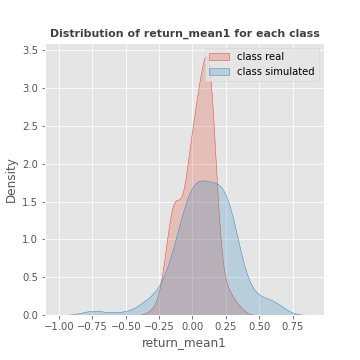 Distribution of return_mean1 for each class
class real
class simulated
3.5
3.0
2.5
2.0
1.5
1.0
0.5
0.0
Density
−1.00 −0.75 −0.50 −0.25 0.00 0.25 0.50 0.75
return_mean1